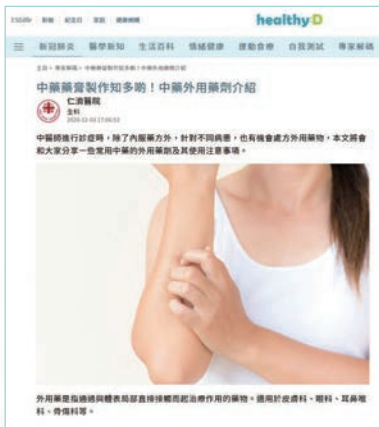 healthy:D
新冠肺炎 醫學新知 生活百科 情緒健康 運動食療 自我測試 專家解碼
中藥藥膏製作知多啲！中藥外用藥劑介紹
仁濟醫院
全科
中醫師進行診症時，除了內服藥方外，針對不同病患，也有機會處方外用藥物，本文將會
和大家分享一些常用中藥的外用藥劑及其使用注意事項。
外用藥是指通過與體表局部直接接觸而起治療作用的藥物。適用於皮膚科、眼科、耳鼻喉
科、骨傷科等。